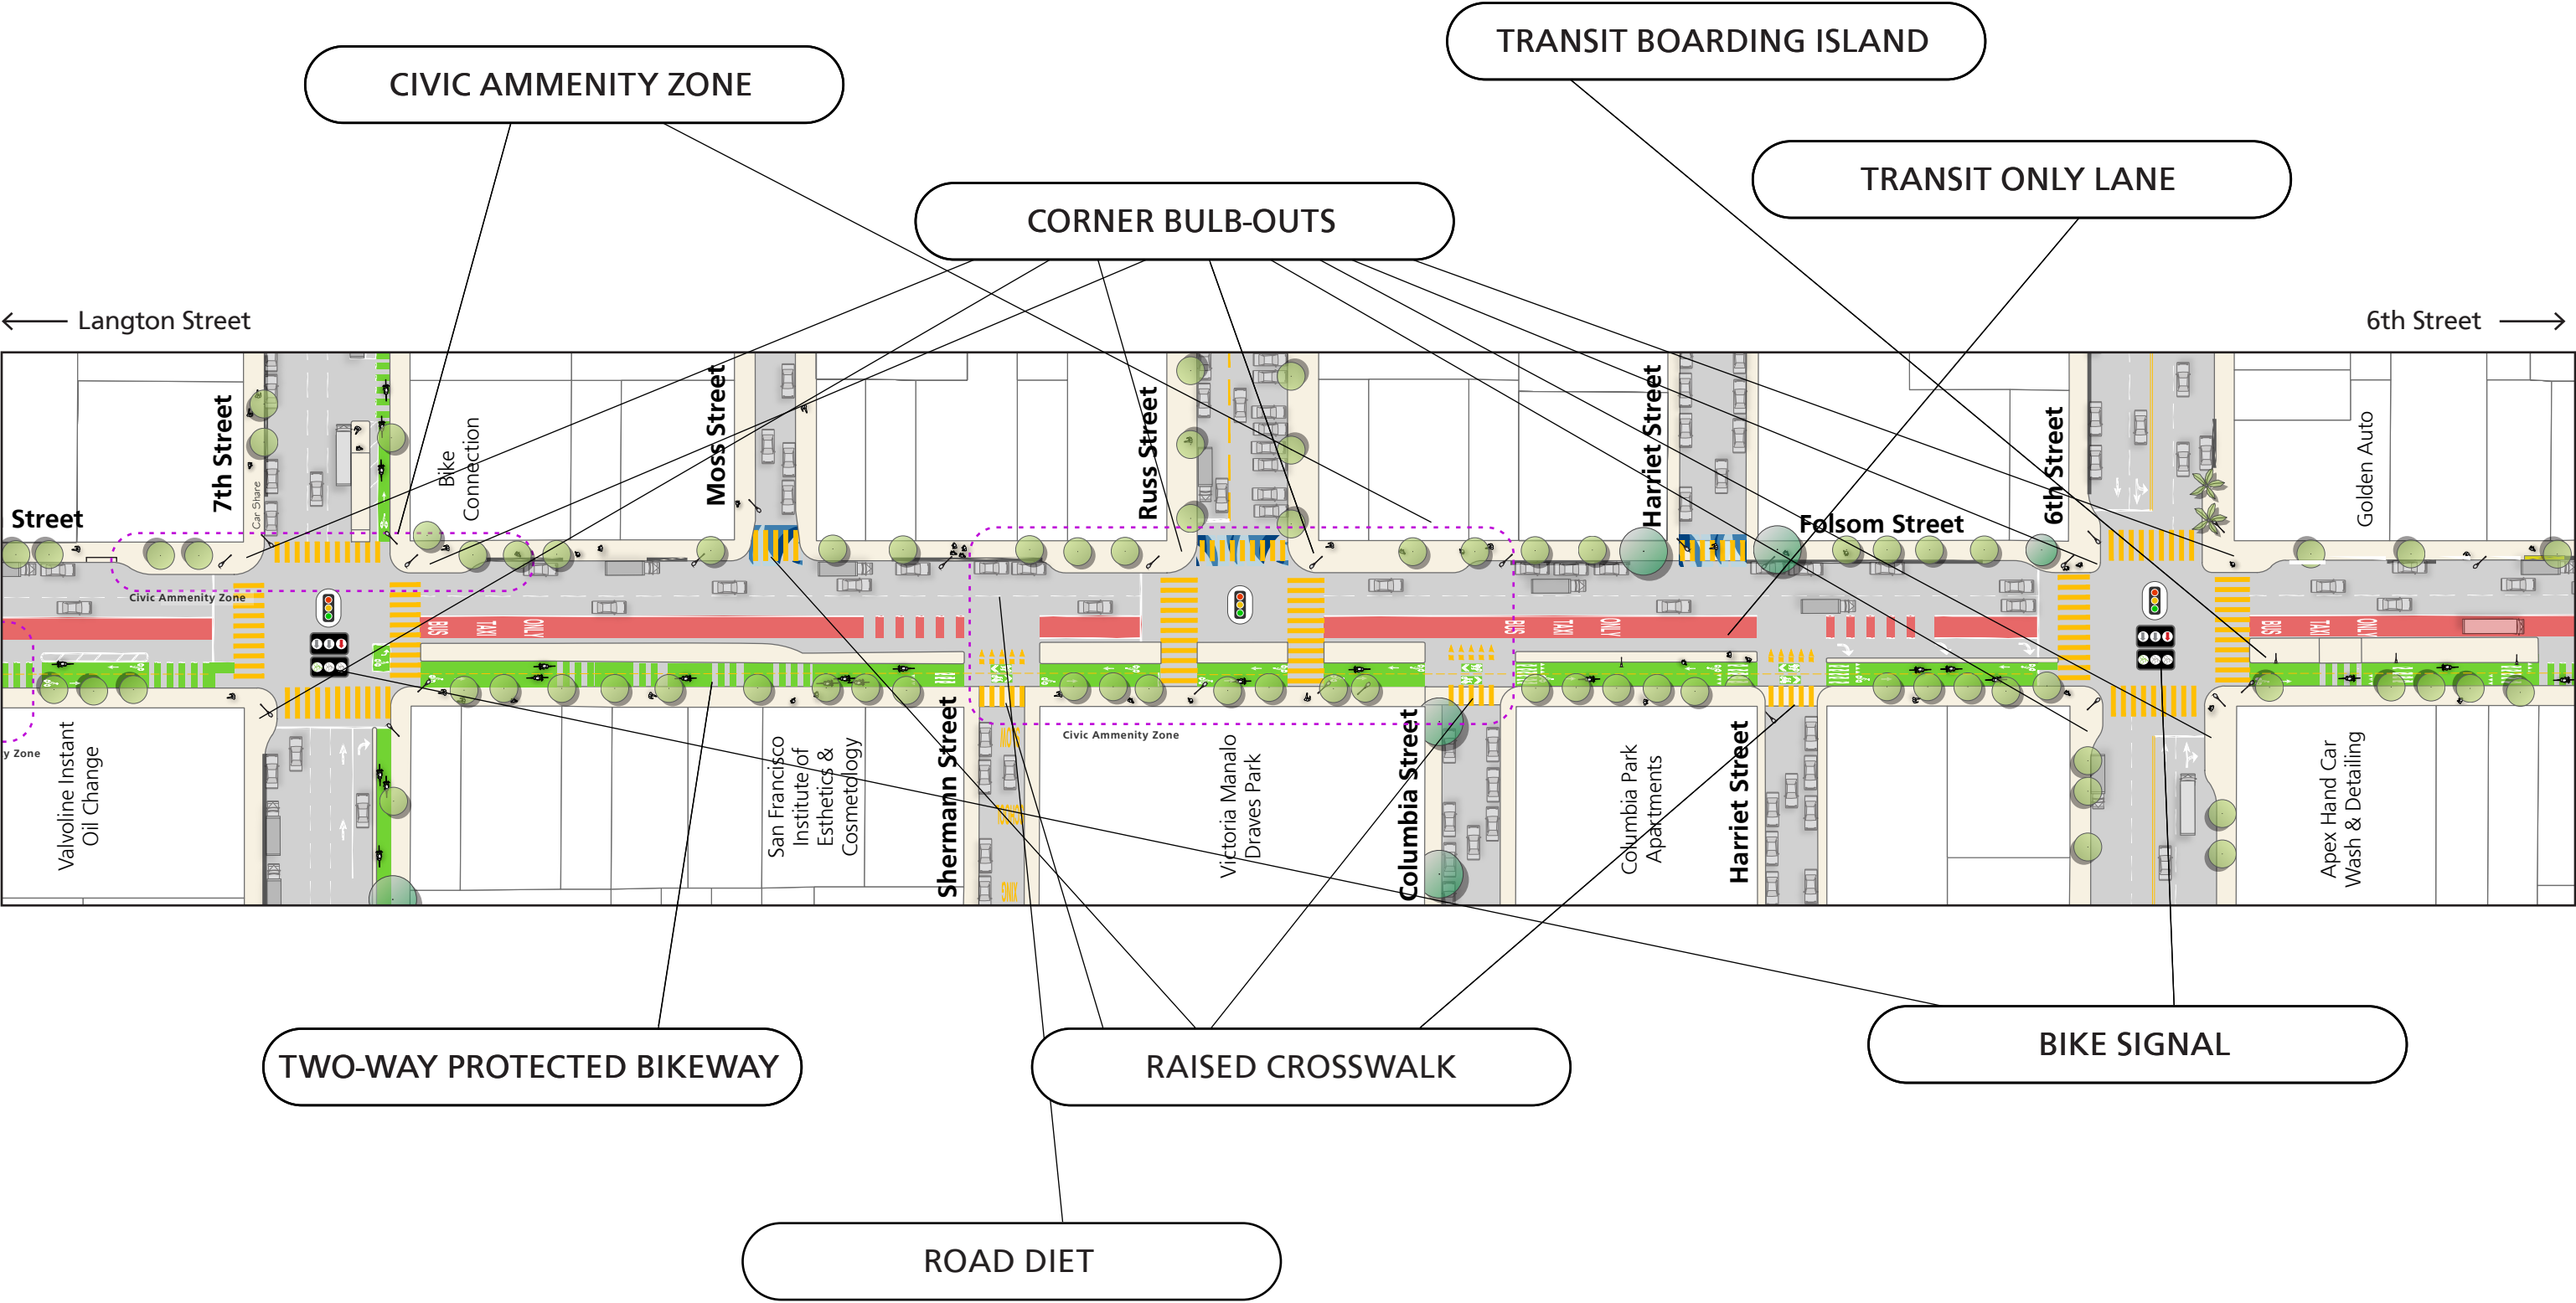 TRANSIT BOARDING ISLAND
CIVIC AMMENITY ZONE
TRANSIT ONLY LANE
CORNER BULB-OUTS
Langton Street
6th Street
7th Street
Car Share
Bike
Connection
Moss Street
Russ Street
Harriet Street
6th Street
Golden Auto
Street
Folsom Street
Civic Ammenity Zone
BUS
TAXI
ONLY
BUS
TAXI
ONLY
BUS
TAXI
ONLY
y Zone
Valvoline Instant
Oil Change
San Francisco
Institute of
Esthetics &
Cosmetology
Shermann Street
Civic Ammenity Zone
Victoria Manalo
Draves Park
Columbia Street
Columbia Park
Apartments
Harriet Street
Apex Hand Car
Wash & Detailing
TWO-WAY PROTECTED BIKEWAY
RAISED CROSSWALK
BIKE SIGNAL
ROAD DIET